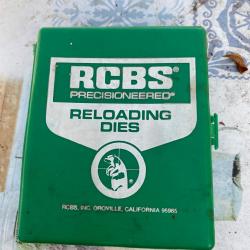 RCBS®
PRECISIONEERED®
RELOADING
DIES
RCBS, INC. OROVILLE, CALIFORNIA 95965